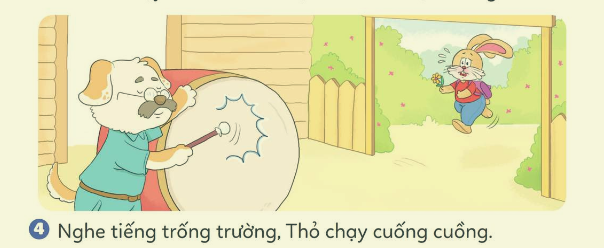 4 Nghe tiếng trống trường, Thỏ chạy cuống cuồng.